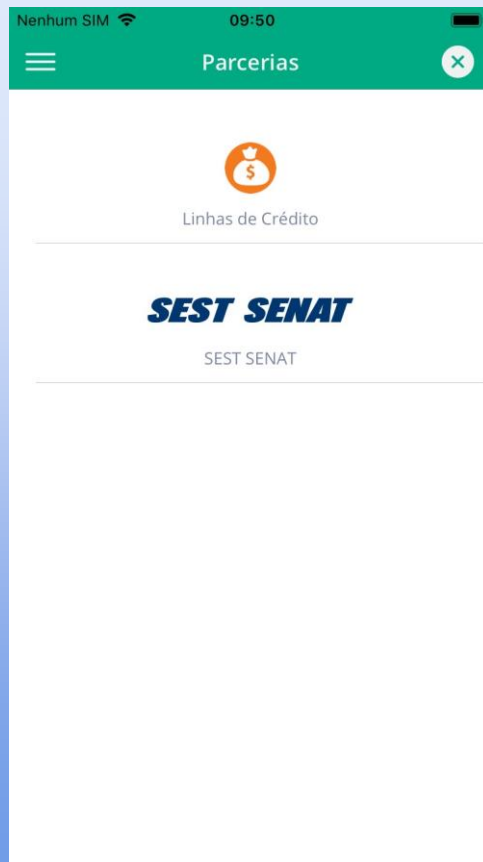 Nenhum SIM 09:50
Parcerias
$
Linhas de Crédito
SEST SENAT
SEST SENAT